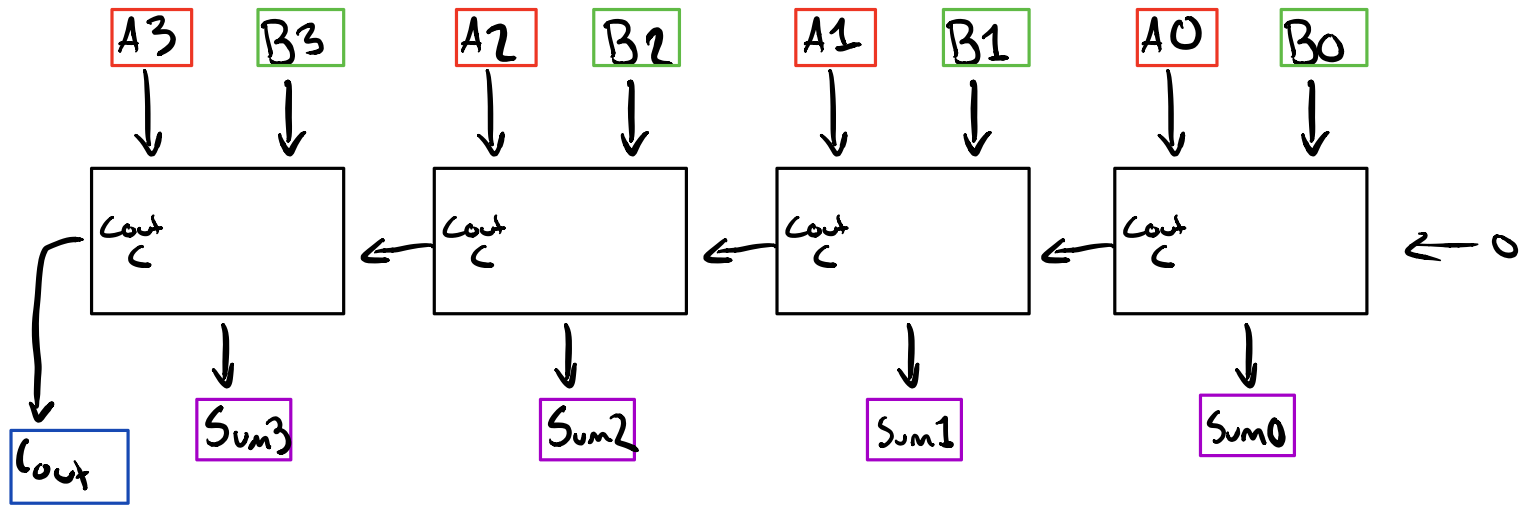 A3 B3 A2 B2 A1 B1 A0 B0
Cout Cout Cout Cout
C C C C 0
Sum3 Sum2 Sum1 Sum0
Cout